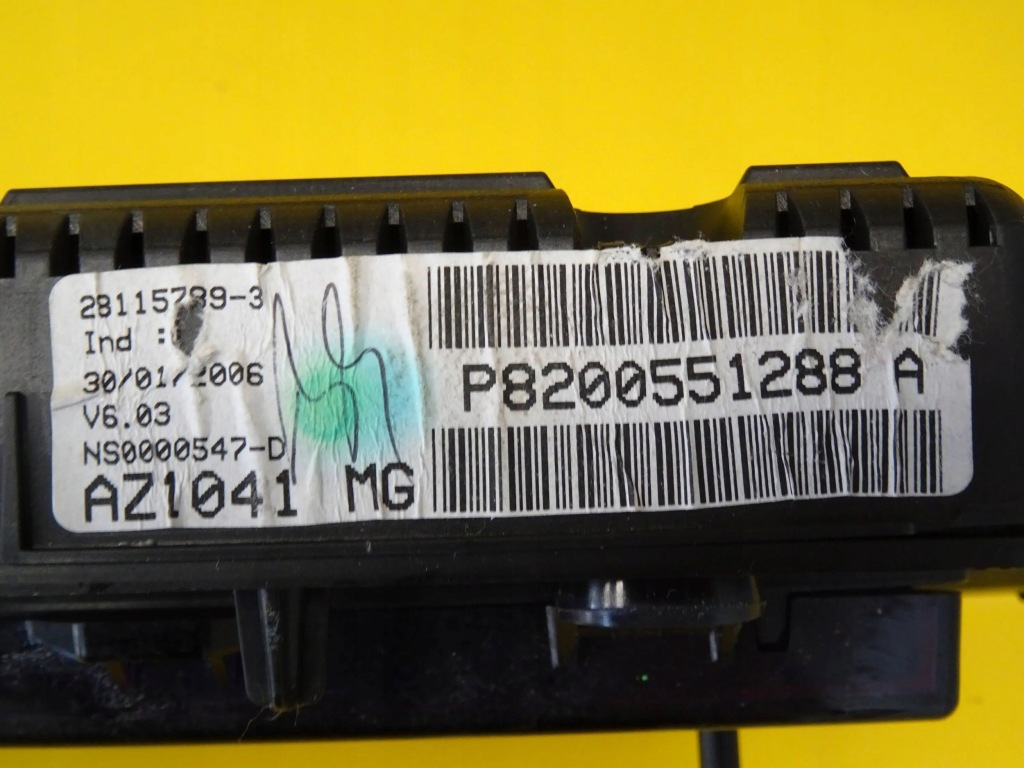 28115789-3
Ind :
30/01/2006
V6.03
NS0000547-D
AZ1041 MG
P8200551288 A